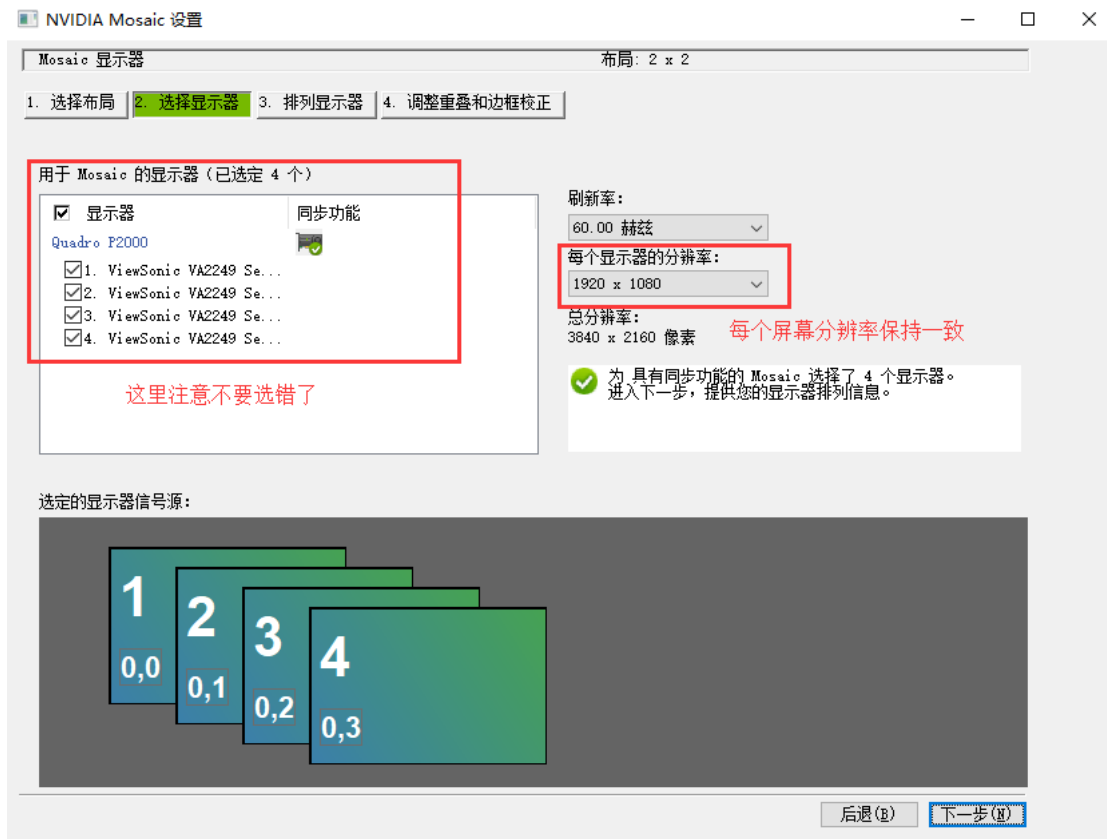 NVIDIA Mosaic 设置
Mosaic 显示器 布局: 2 x 2
1. 选择布局 2. 选择显示器 3. 排列显示器 4. 调整重叠和边框校正
用于 Mosaic 的显示器(已选定 4 个)
显示器 同步功能
Quadro P2000
1. ViewSonic VA2249 Se...
2. ViewSonic VA2249 Se...
3. ViewSonic VA2249 Se...
4. ViewSonic VA2249 Se...
这里注意不要选错了
刷新率:
60.00 赫兹
每个显示器的分辨率:
1920 x 1080
总分辨率:
3840 x 2160 像素
每个屏幕分辨率保持一致
为 具有同步功能的 Mosaic 选择了 4 个显示器。
进入下一步，提供您的显示器排列信息。
选定的显示器信号源:
1
0,0
2
0,1
3
0,2
4
0,3
后退(B) 下一步(N)